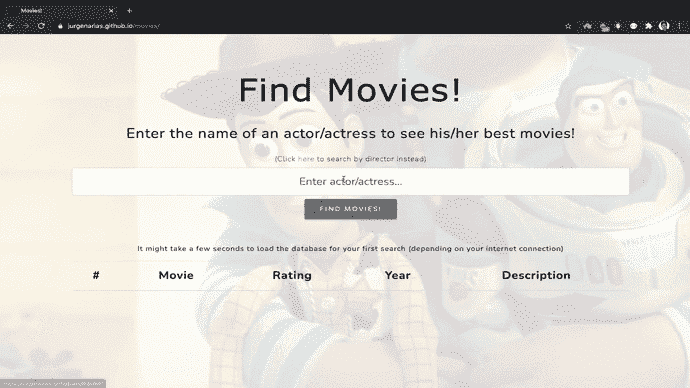 Movies!
jurgenarias.github.io/movies/
Find Movies!
Enter the name of an actor/actress to see his/her best movies!
(Click here to search by director instead)
Enter actor/actress...
FIND MOVIES!
It might take a few seconds to load the database for your first search (depending on your internet connection)
# Movie Rating Year Description